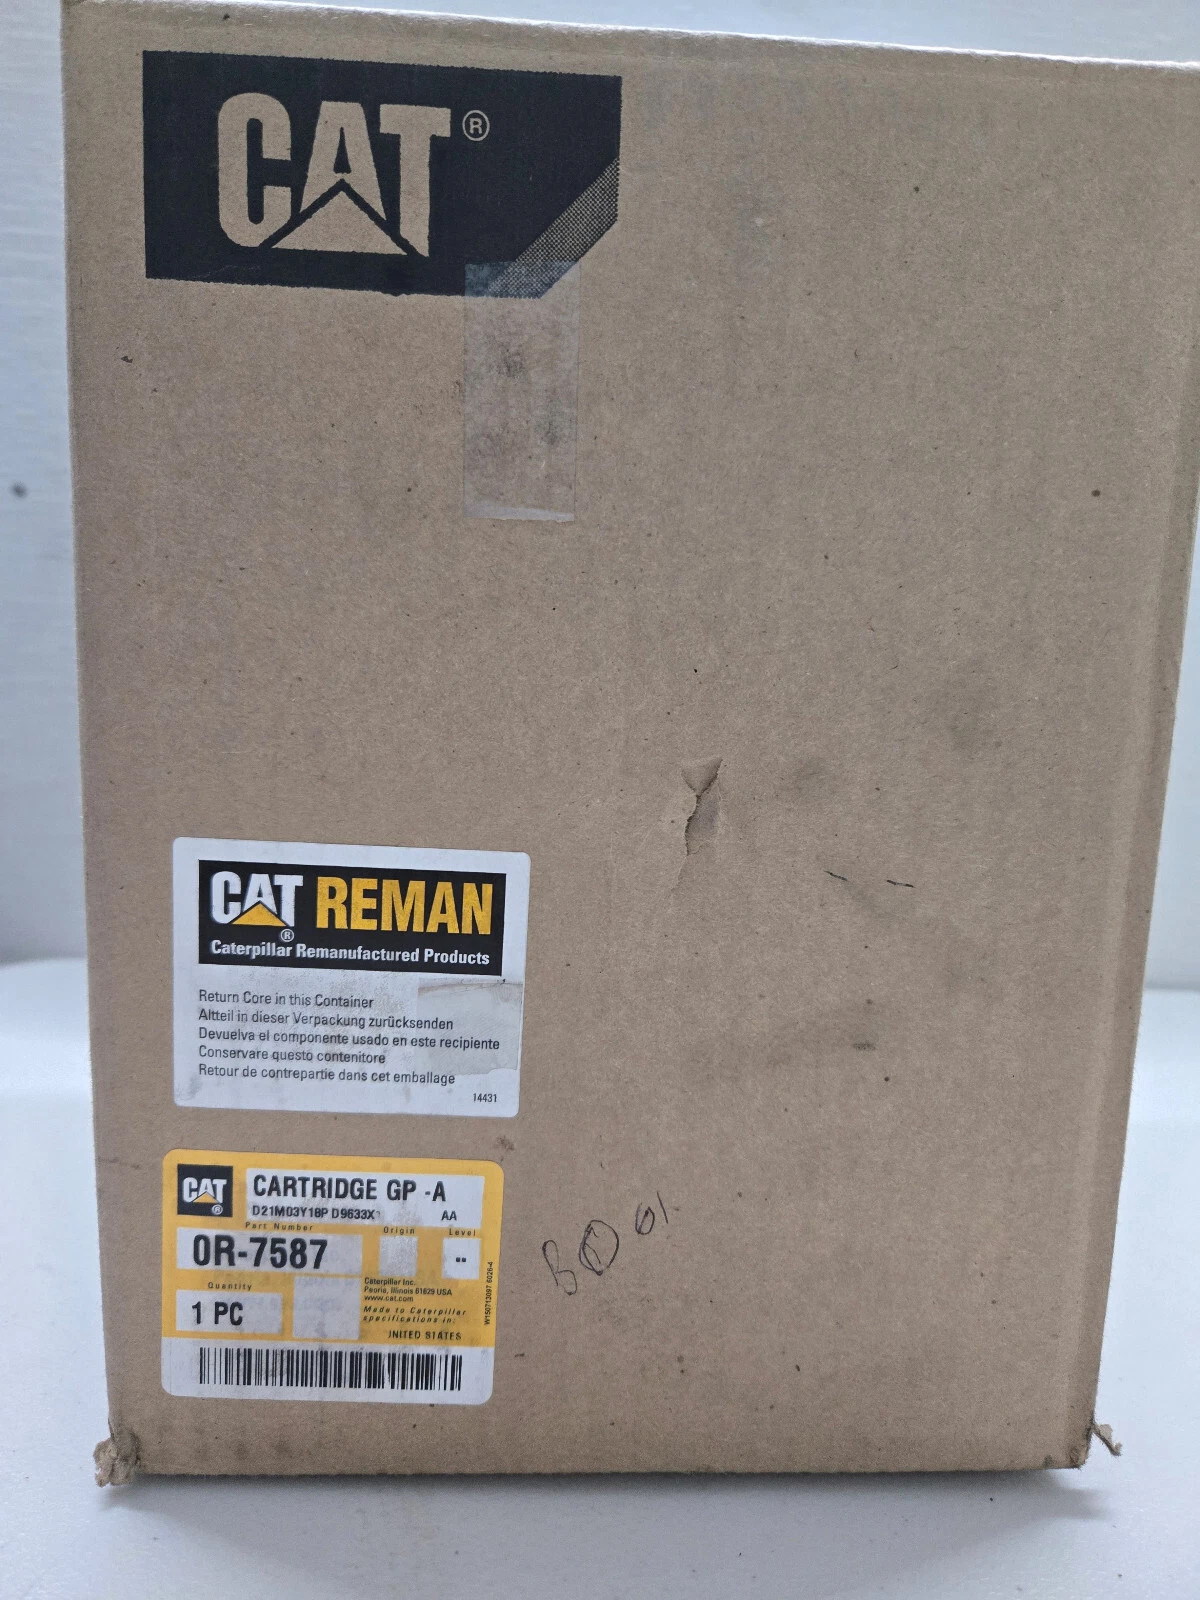 CAT®
CAT REMAN
®
Caterpillar Remanufactured Products
Return Core in this Container
Altteil in dieser Verpackung zurücksenden
Devuelva el componente usado en este recipiente
Conservare questo contenitore
Retour de contrepartie dans cet emballage
14431
CAT®
CARTRIDGE GP -A
D21M03Y18P D9633X
AA
Part Number
Origin
Level
0R-7587
--
Quantity
1 PC
Caterpillar Inc.
Peoria, Illinois 61629 USA
www.cat.com
Made to Caterpillar
specifications in:
UNITED STATES